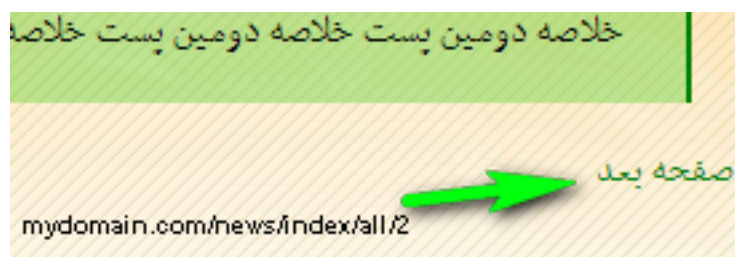 خلاصه دومین پست خلاصه دومین پست خلاصه
صفحه بعد
mydomain.com/news/index/all/2